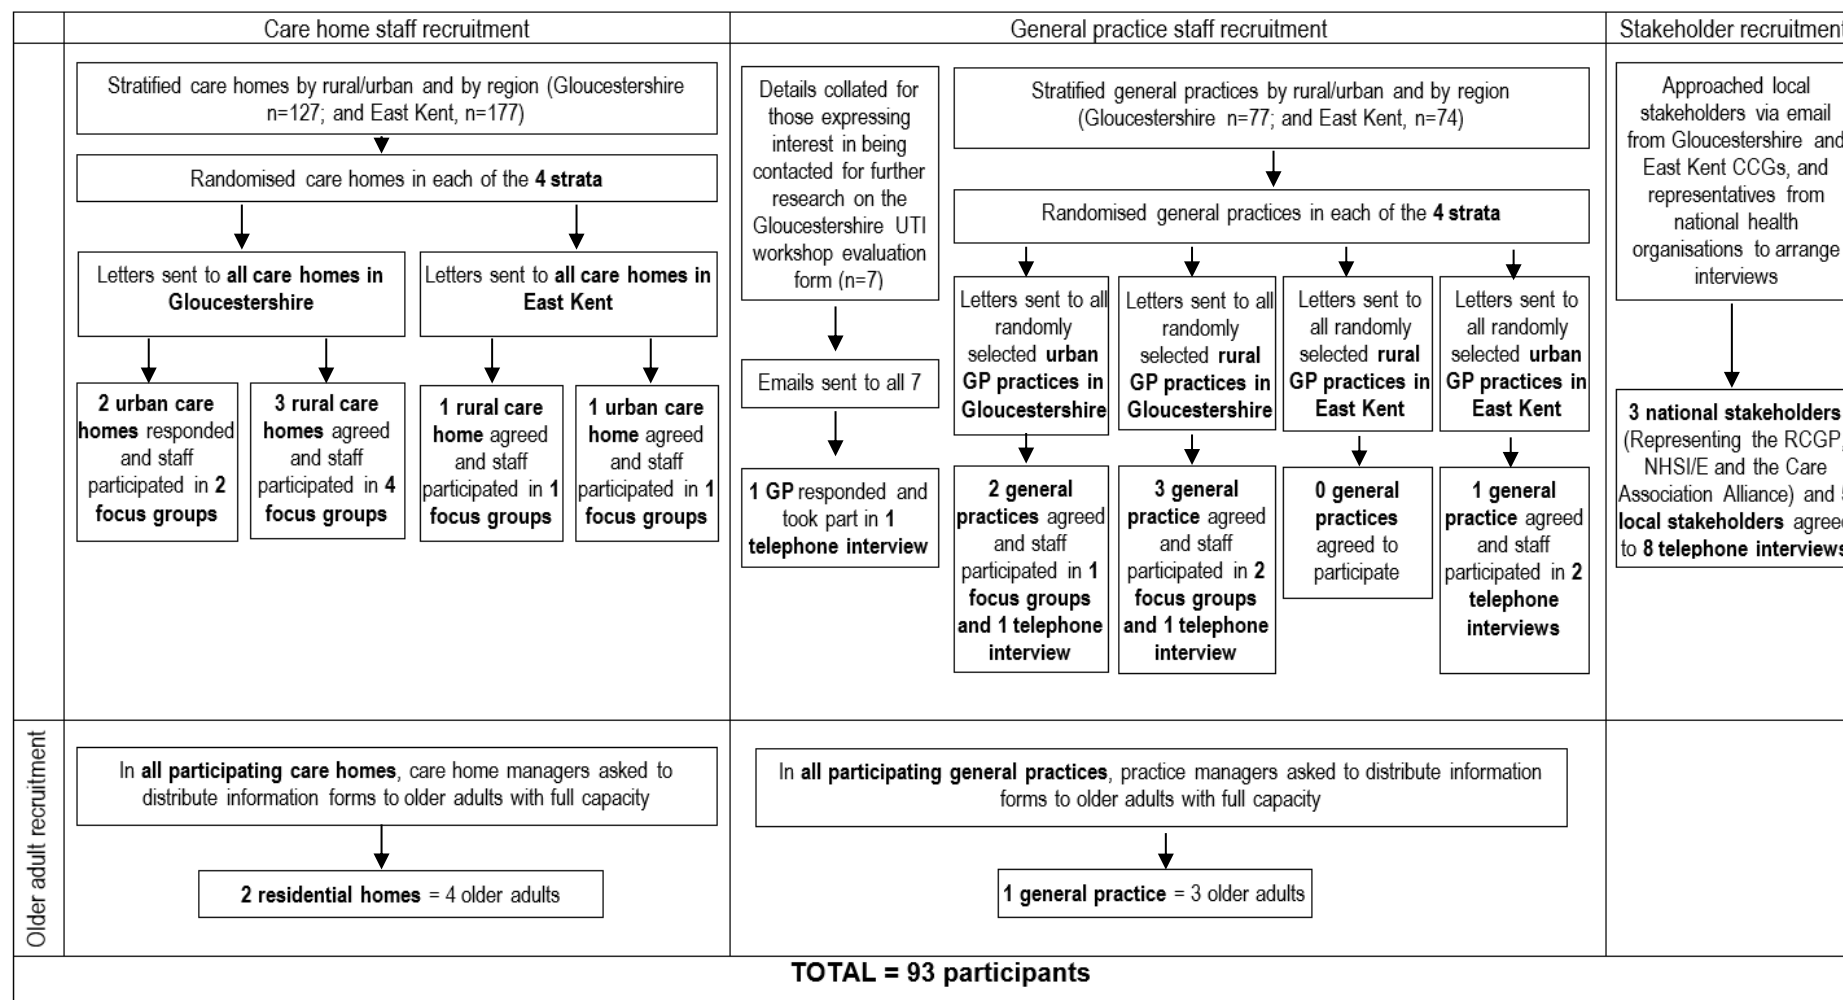 Care home staff recruitment
General practice staff recruitment
Stakeholder recruitment
Stratified care homes by rural/urban and by region (Gloucestershire
n=127; and East Kent, n=177)
Randomised care homes in each of the 4 strata
Letters sent to all care homes in
Gloucestershire
Letters sent to all care homes in
East Kent
2 urban care
homes responded
and staff
participated in 2
focus groups
3 rural care
homes agreed
and staff
participated in 4
focus groups
1 rural care
home agreed
and staff
participated in 1
focus groups
1 urban care
home agreed
and staff
participated in 1
focus groups
Details collated for
those expressing
interest in being
contacted for further
research on the
Gloucestershire UTI
workshop evaluation
form (n=7)
Emails sent to all 7
1 GP responded and
took part in 1
telephone interview
Stratified general practices by rural/urban and by region
(Gloucestershire n=77; and East Kent, n=74)
Randomised general practices in each of the 4 strata
Letters sent to all
randomly
selected urban
GP practices in
Gloucestershire
Letters sent to all
randomly
selected rural
GP practices in
Gloucestershire
Letters sent to
all randomly
selected rural
GP practices in
East Kent
Letters sent to
all randomly
selected urban
GP practices in
East Kent
2 general
practices agreed
and staff
participated in 1
focus groups
and 1 telephone
interview
3 general
practice agreed
and staff
participated in 2
focus groups
and 1 telephone
interview
0 general
practices
agreed to
participate
1 general
practice agreed
and staff
participated in 2
telephone
interviews
Approached local
stakeholders via email
from Gloucestershire and
East Kent CCGs, and
representatives from
national health
organisations to arrange
interviews
3 national stakeholders
(Representing the RCGP,
NHSI/E and the Care
Association Alliance) and
local stakeholders agreed
to 8 telephone interviews
Older adult recruitment
In all participating care homes, care home managers asked to
distribute information forms to older adults with full capacity
2 residential homes = 4 older adults
In all participating general practices, practice managers asked to distribute information
forms to older adults with full capacity
1 general practice = 3 older adults
TOTAL = 93 participants